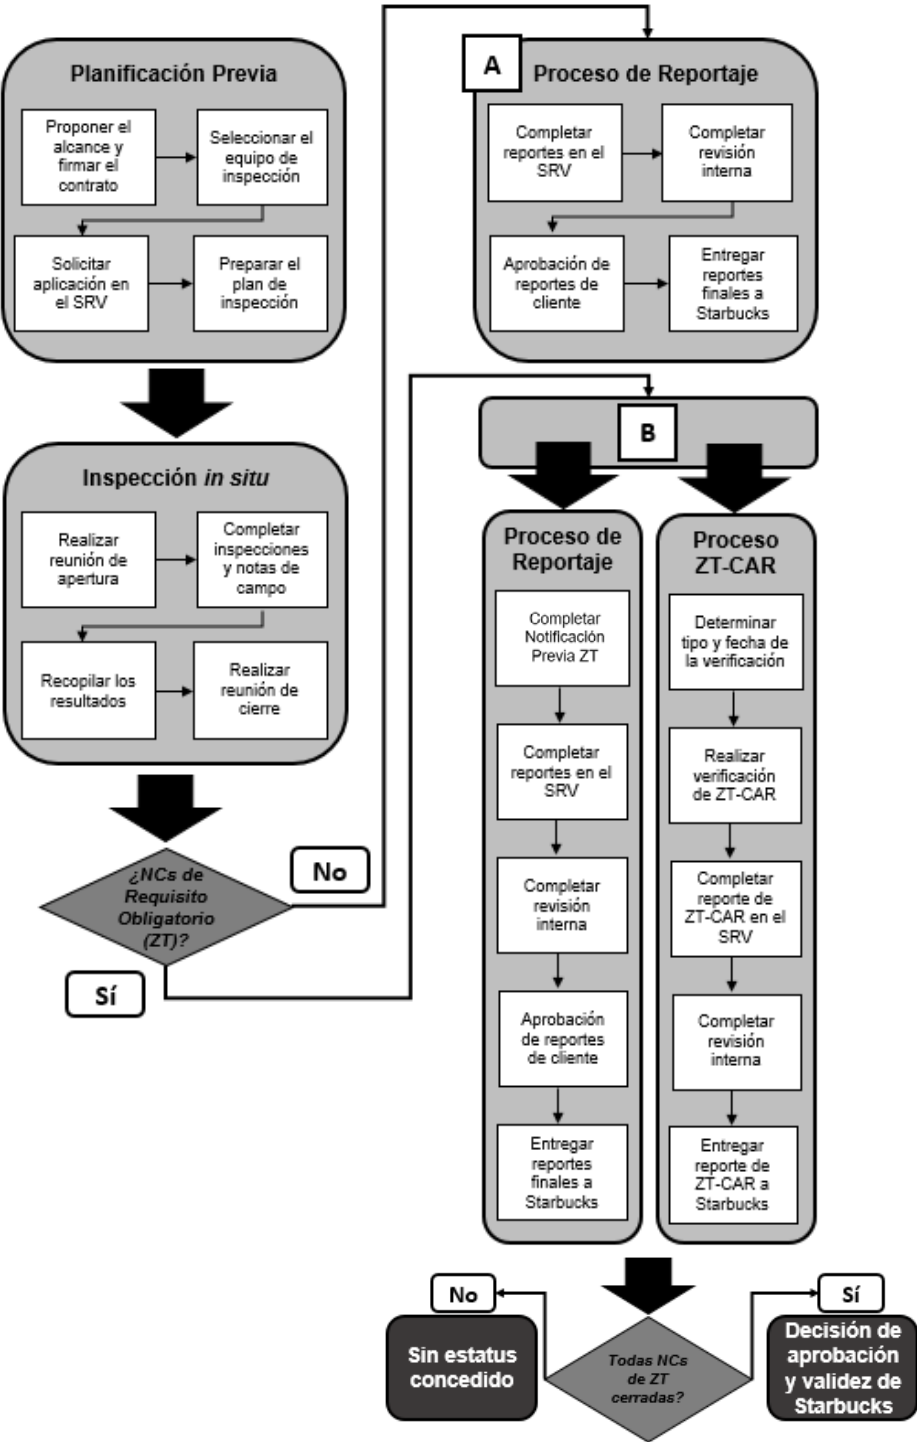 Planificación Previa
Proponer el
alcance y
firmar el
contrato
Seleccionar el
equipo de
inspección
Solicitar
aplicación en
el SRV
Preparar el
plan de
inspección
Inspección in situ
Realizar
reunión de
apertura
Completar
inspecciones
y notas de
campo
Recopilar los
resultados
Realizar
reunión de
cierre
¿NCs de
Requisito
Obligatorio
(ZT)?
No
Sí
A
Proceso de Reportaje
Completar
reportes en el
SRV
Completar
revisión
interna
Aprobación de
reportes de
cliente
Entregar
reportes
finales a
Starbucks
B
Proceso de
Reportaje
Completar
Notificación
Previa ZT
Completar
reportes en el
SRV
Completar
revisión
interna
Aprobación
de reportes
de cliente
Entregar
reportes
finales a
Starbucks
Proceso
ZT-CAR
Determinar
tipo y fecha de
la verificación
Realizar
verificación
de ZT-CAR
Completar
reporte de
ZT-CAR en el
SRV
Completar
revisión
interna
Entregar
reporte de
ZT-CAR a
Starbucks
Todas NCs
de ZT
cerradas?
No
Sin estatus
concedido
Sí
Decisión de
aprobación
y validez de
Starbucks